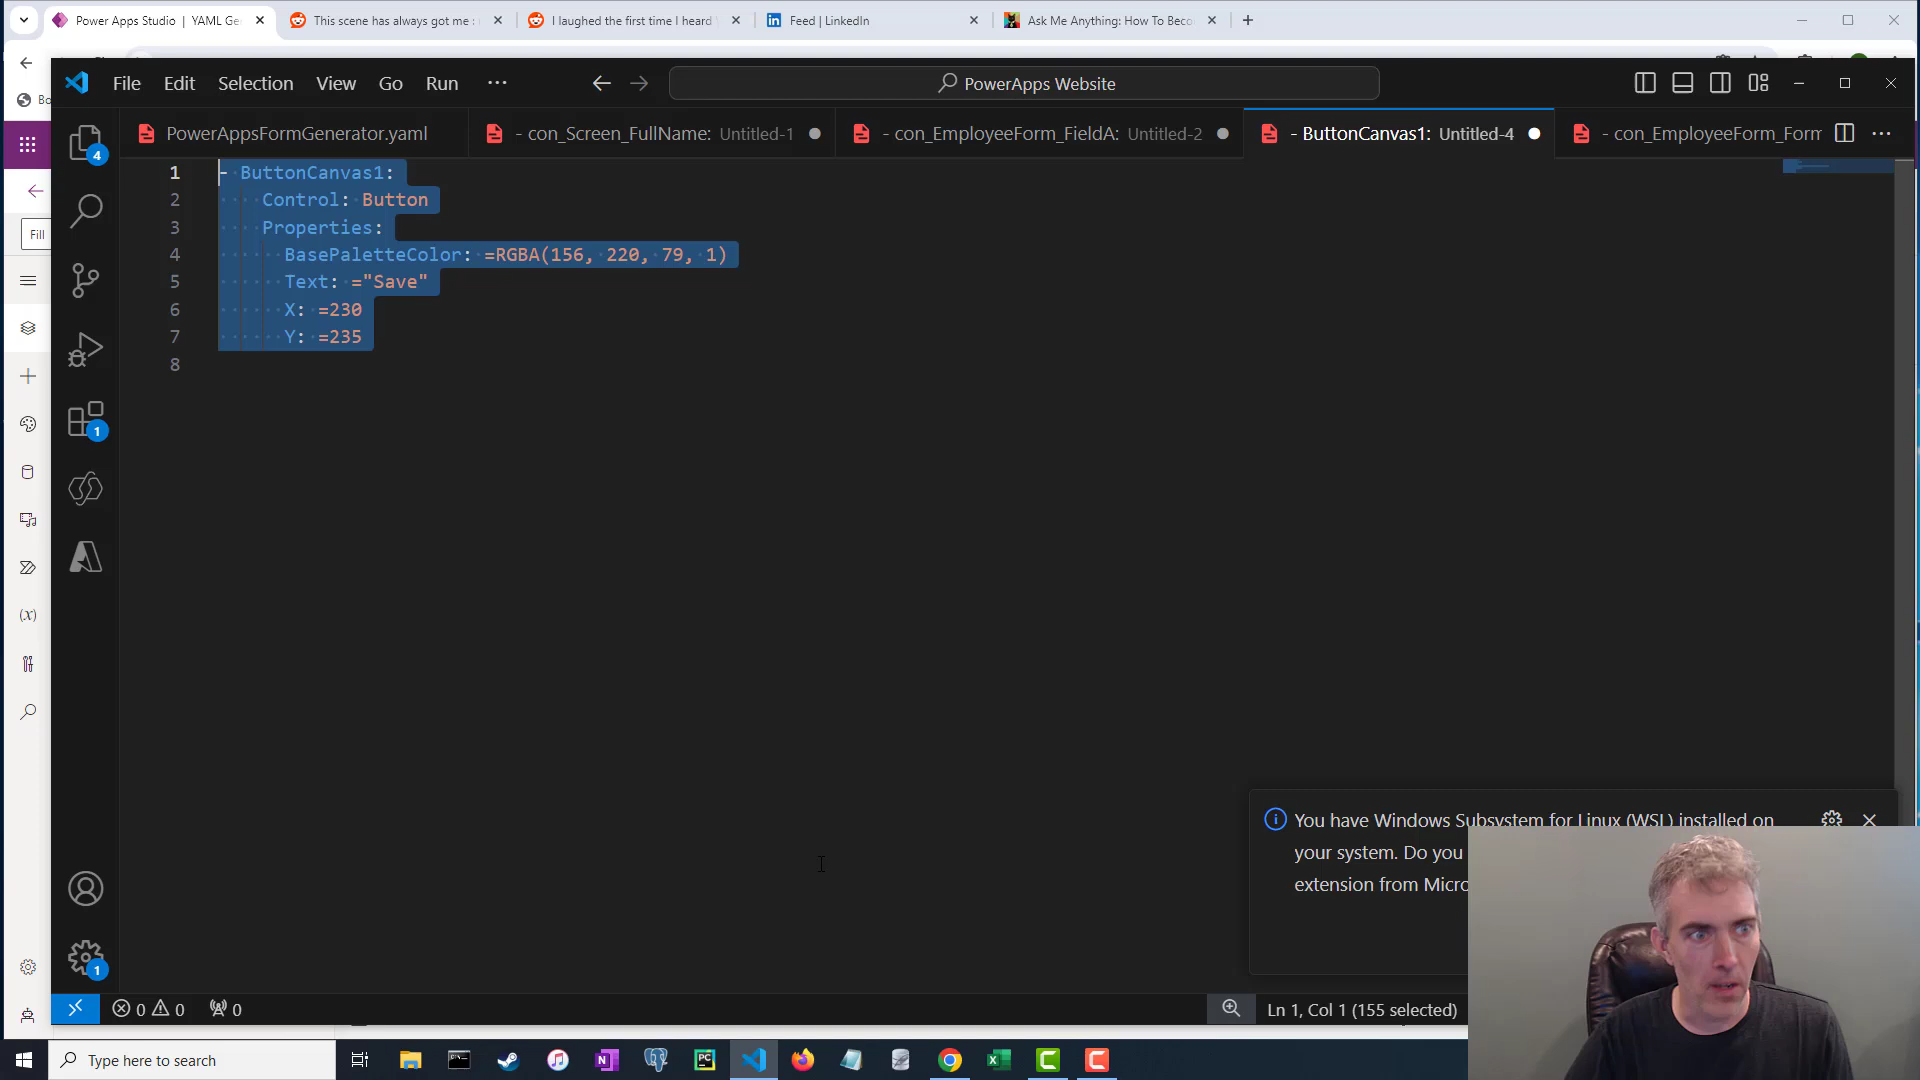 Power Apps Studio | YAML Ge
This scene has always got me :
I laughed the first time I heard
Feed | LinkedIn
Ask Me Anything: How To Beco
Bo
File Edit Selection View Go Run ···
PowerApps Website
PowerAppsFormGenerator.yaml
- con_Screen_FullName: Untitled-1
- con_EmployeeForm_FieldA: Untitled-2
- ButtonCanvas1: Untitled-4
- con_EmployeeForm_Form
4
Fill
1 - ButtonCanvas1:
2 Control: Button
3 Properties:
4 BasePaletteColor: =RGBA(156, 220, 79, 1)
5 Text: ="Save"
6 X: =230
7 Y: =235
8
1
(x)
You have Windows Subsystem for Linux (WSL) installed on
your system. Do you
extension from Micro
1
0 0 0
Ln 1, Col 1 (155 selected)
Type here to search